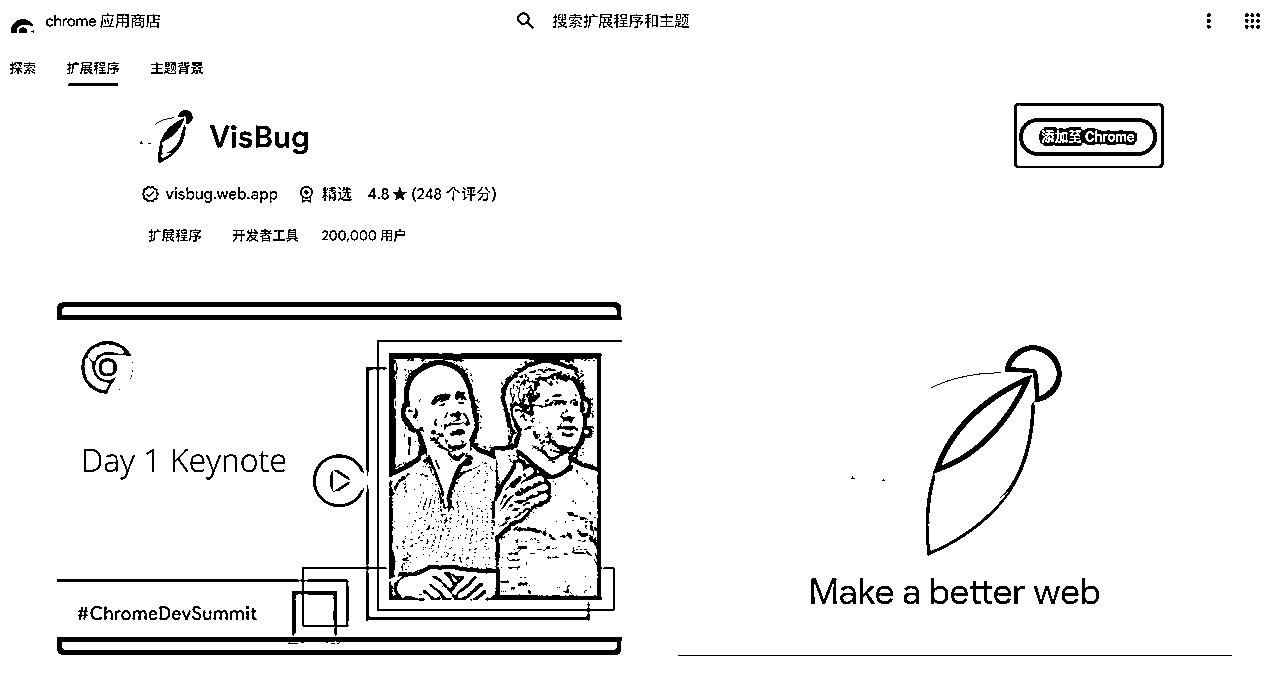 chrome 应用商店
搜索扩展程序和主题
探索 扩展程序 主题背景
VisBug
添加至 Chrome
visbug.web.app 精选 4.8 ★ (248 个评分)
扩展程序 开发者工具 200,000 用户
Day 1 Keynote
#ChromeDevSummit
Make a better web